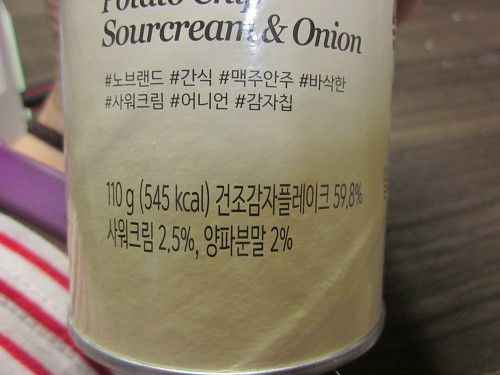 Potato Chip
Sourcream & Onion
#노브랜드 #간식 #맥주안주 #바삭한
#사워크림 #어니언 #감자칩
110 g (545 kcal) 건조감자플레이크 59.8%
사워크림 2.5%, 양파분말 2%